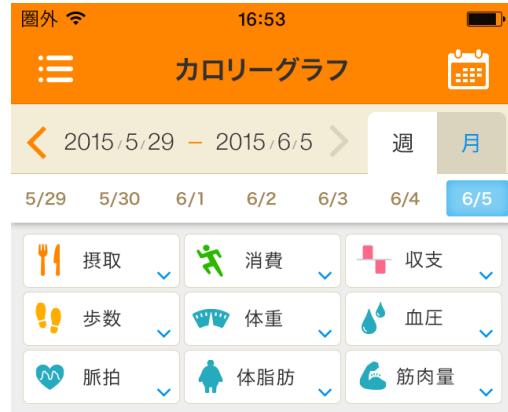 圏外 16:53
カロリーグラフ
2015/5/29 – 2015/6/5 週 月
5/29 5/30 6/1 6/2 6/3 6/4 6/5
摂取 消費 収支
歩数 体重 血圧
脈拍 体脂肪 筋肉量